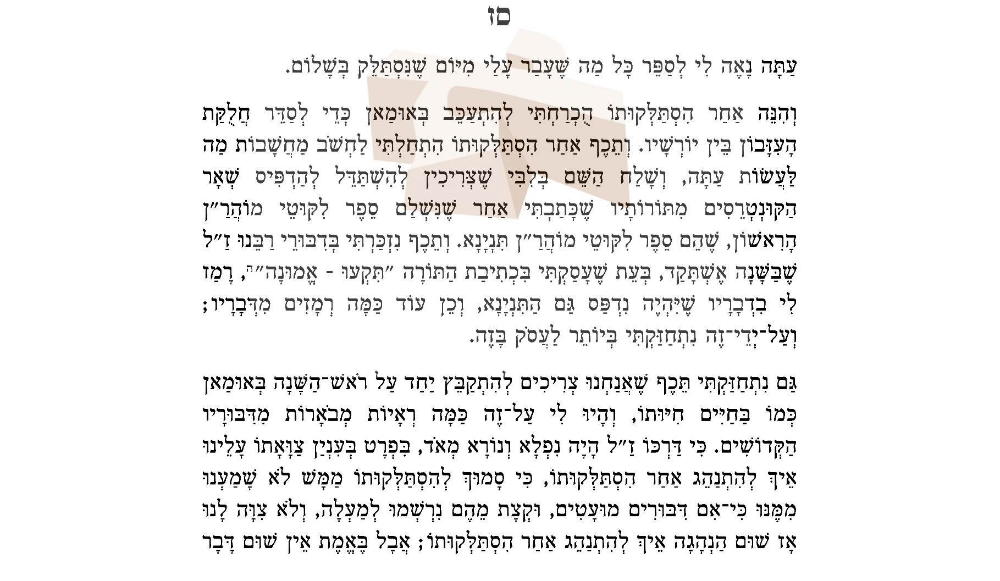 סז
עַתָּה נָאֶה לִי לְסַפֵּר כָּל מַה שֶּׁעָבַר עָלַי מִיּוֹם שֶׁנִּסְתַּלֵּק בְּשָׁלוֹם.
וְהִנֵּה אַחַר הִסְתַּלְּקוּתוֹ הֻכְרַחְתִּי לְהִתְעַכֵּב בְּאוּמַאן כְּדֵי לְסַדֵּר חֲלֻקַּת
הָעִזָּבוֹן בֵּין יוֹרְשָׁיו. וְתֵכֶף אַחַר הִסְתַּלְּקוּתוֹ הִתְחַלְתִּי לַחְשֹׁב מַחֲשָׁבוֹת מַה
לַּעֲשׂוֹת עַתָּה, וְשָׁלַח הַשֵּׁם בְּלִבִּי שֶׁצְּרִיכִין לְהִשְׁתַּדֵּל לְהַדְפִּיס שְׁאָר
הַקּוּנְטְרֵסִים מִתּוֹרוֹתָיו שֶׁכָּתַבְתִּי אַחַר שֶׁנִּשְׁלַם סֵפֶר לִקּוּטֵי מוֹהֲרַ״ן
הָרִאשׁוֹן, שֶׁהֵם סֵפֶר לִקּוּטֵי מוֹהֲרַ״ן תִּנְיָנָא. וְתֵכֶף נִזְכַּרְתִּי בְּדִבּוּרֵי רַבֵּנוּ זַ״ל
שֶׁבַּשָּׁנָה אֶשְׁתָּקַד, בְּעֵת שֶׁעָסַקְתִּי בִּכְתִיבַת הַתּוֹרָה ״תִּקְעוּ - אֱמוּנָה״ה, רָמַז
לִי בִדְבָרָיו שֶׁיִּהְיֶה נִדְפַּס גַּם הַתִּנְיָנָא, וְכֵן עוֹד כַּמָּה רְמָזִים מִדְּבָרָיו;
וְעַל־יְדֵי־זֶה נִתְחַזַּקְתִּי בְּיוֹתֵר לַעֲסֹק בָּזֶה.
גַּם נִתְחַזַּקְתִּי תֵּכֶף שֶׁאֲנַחְנוּ צְרִיכִים לְהִתְקַבֵּץ יַחַד עַל רֹאשׁ־הַשָּׁנָה בְּאוּמַאן
כְּמוֹ בַּחַיִּים חִיּוּתוֹ, וְהָיוּ לִי עַל־זֶה כַּמָּה רְאָיוֹת מְבֹאָרוֹת מִדִּבּוּרָיו
הַקְּדוֹשִׁים. כִּי דַּרְכּוֹ זַ״ל הָיָה נִפְלָא וְנוֹרָא מְאֹד, בִּפְרָט בְּעִנְיַן צַוָּאָתוֹ עָלֵינוּ
אֵיךְ לְהִתְנַהֵג אַחַר הִסְתַּלְּקוּתוֹ, כִּי סָמוּךְ לְהִסְתַּלְּקוּתוֹ מַמָּשׁ לֹא שָׁמַעְנוּ
מִמֶּנּוּ כִּי־אִם דִּבּוּרִים מוּעָטִים, וּקְצָת מֵהֶם נִרְשְׁמוּ לְמַעְלָה, וְלֹא צִוָּה לָנוּ
אָז שׁוּם הַנְהָגָה אֵיךְ לְהִתְנַהֵג אַחַר הִסְתַּלְּקוּתוֹ; אֲבָל בֶּאֱמֶת אֵין שׁוּם דָּבָר